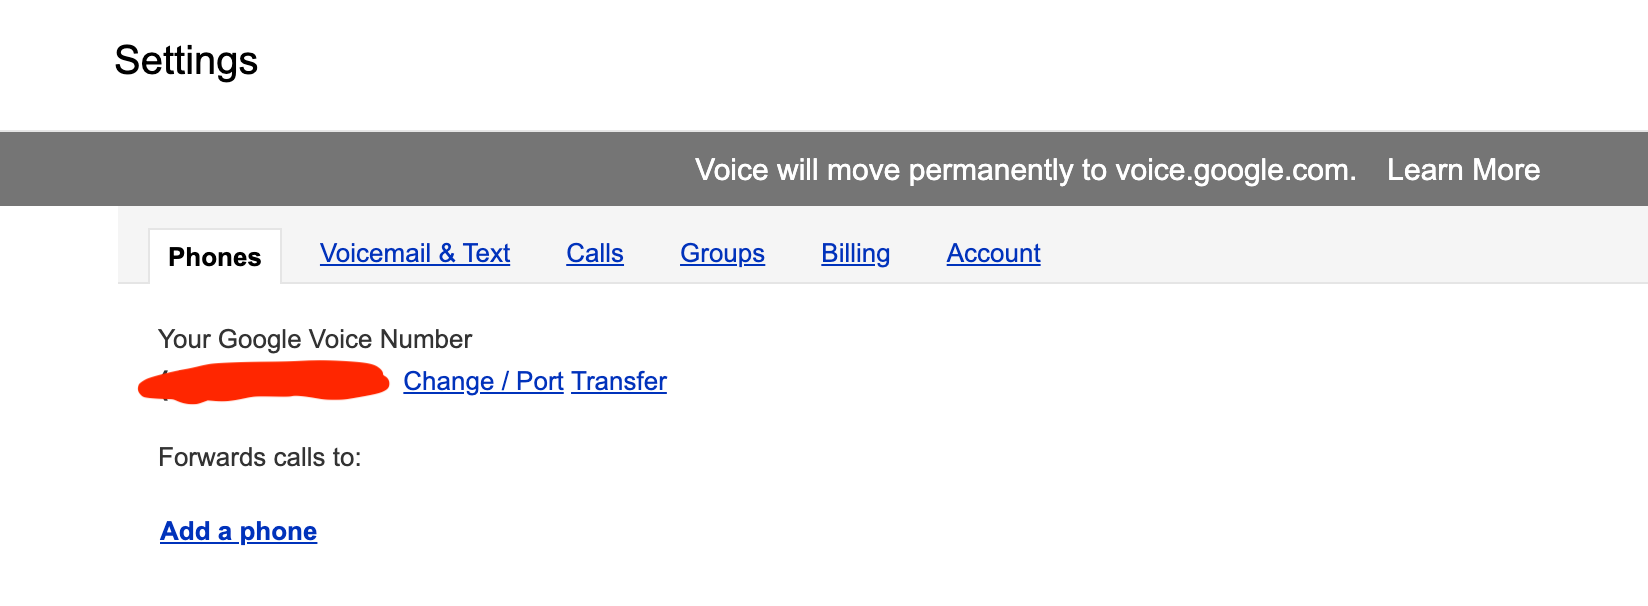 Settings
Voice will move permanently to voice.google.com. Learn More
Phones Voicemail & Text Calls Groups Billing Account
Your Google Voice Number
Change / Port Transfer
Forwards calls to:
Add a phone